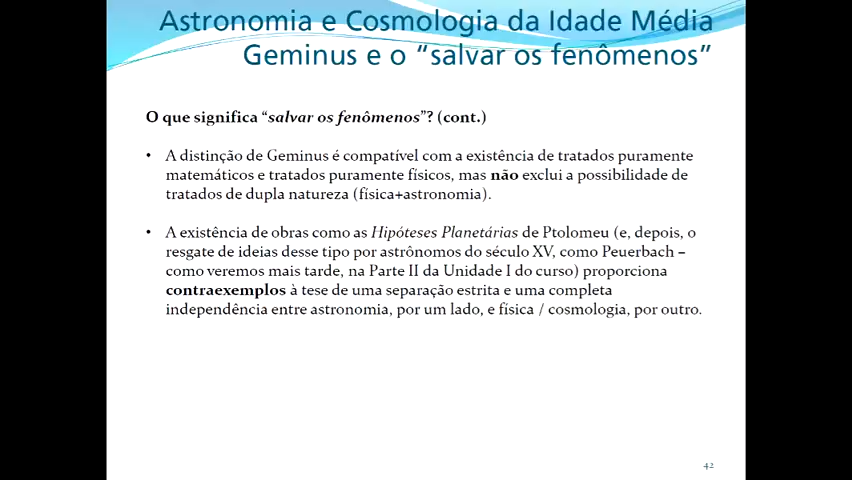 Astronomia e Cosmologia da Idade Média
Geminus e o “salvar os fenômenos”
O que significa “salvar os fenômenos”? (cont.)
• A distinção de Geminus é compatível com a existência de tratados puramente
matemáticos e tratados puramente físicos, mas não exclui a possibilidade de
tratados de dupla natureza (física+astronomia).
• A existência de obras como as Hipóteses Planetárias de Ptolomeu (e, depois, o
resgate de ideias desse tipo por astrônomos do século XV, como Peuerbach –
como veremos mais tarde, na Parte II da Unidade I do curso) proporciona
contraexemplos à tese de uma separação estrita e uma completa
independência entre astronomia, por um lado, e física / cosmologia, por outro.
42